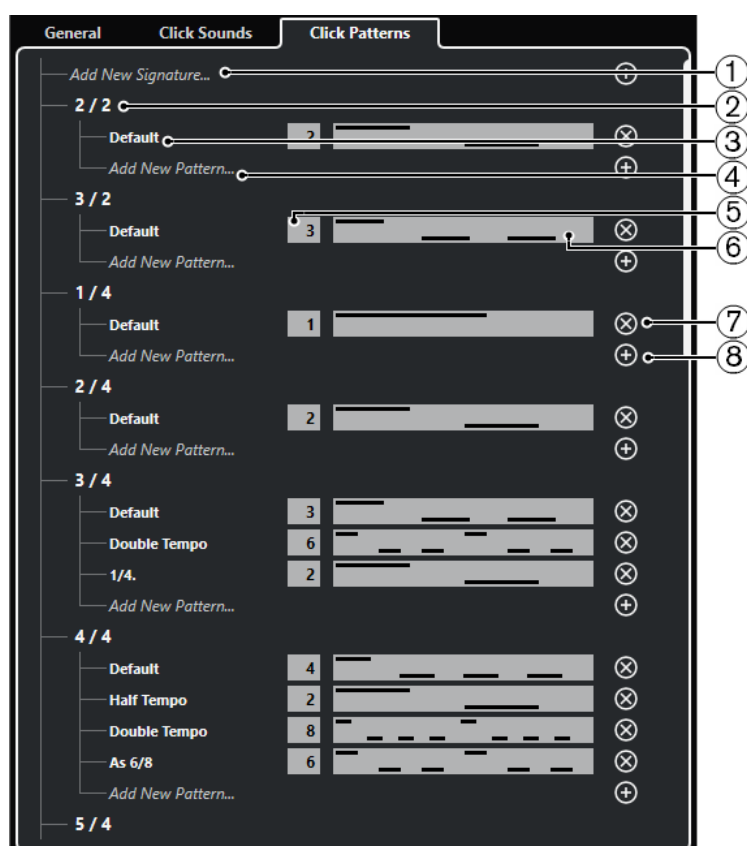 General Click Sounds Click Patterns
Add New Signature... 1
2 / 2 2
Default 2 3
Add New Pattern... 4
3 / 2
5
Default 3 6
Add New Pattern...
1 / 4
Default 1 7
Add New Pattern... 8
2 / 4
Default 2
Add New Pattern...
3 / 4
Default 3
Double Tempo 6
1/4. 2
Add New Pattern...
4 / 4
Default 4
Half Tempo 2
Double Tempo 8
As 6/8 6
Add New Pattern...
5 / 4